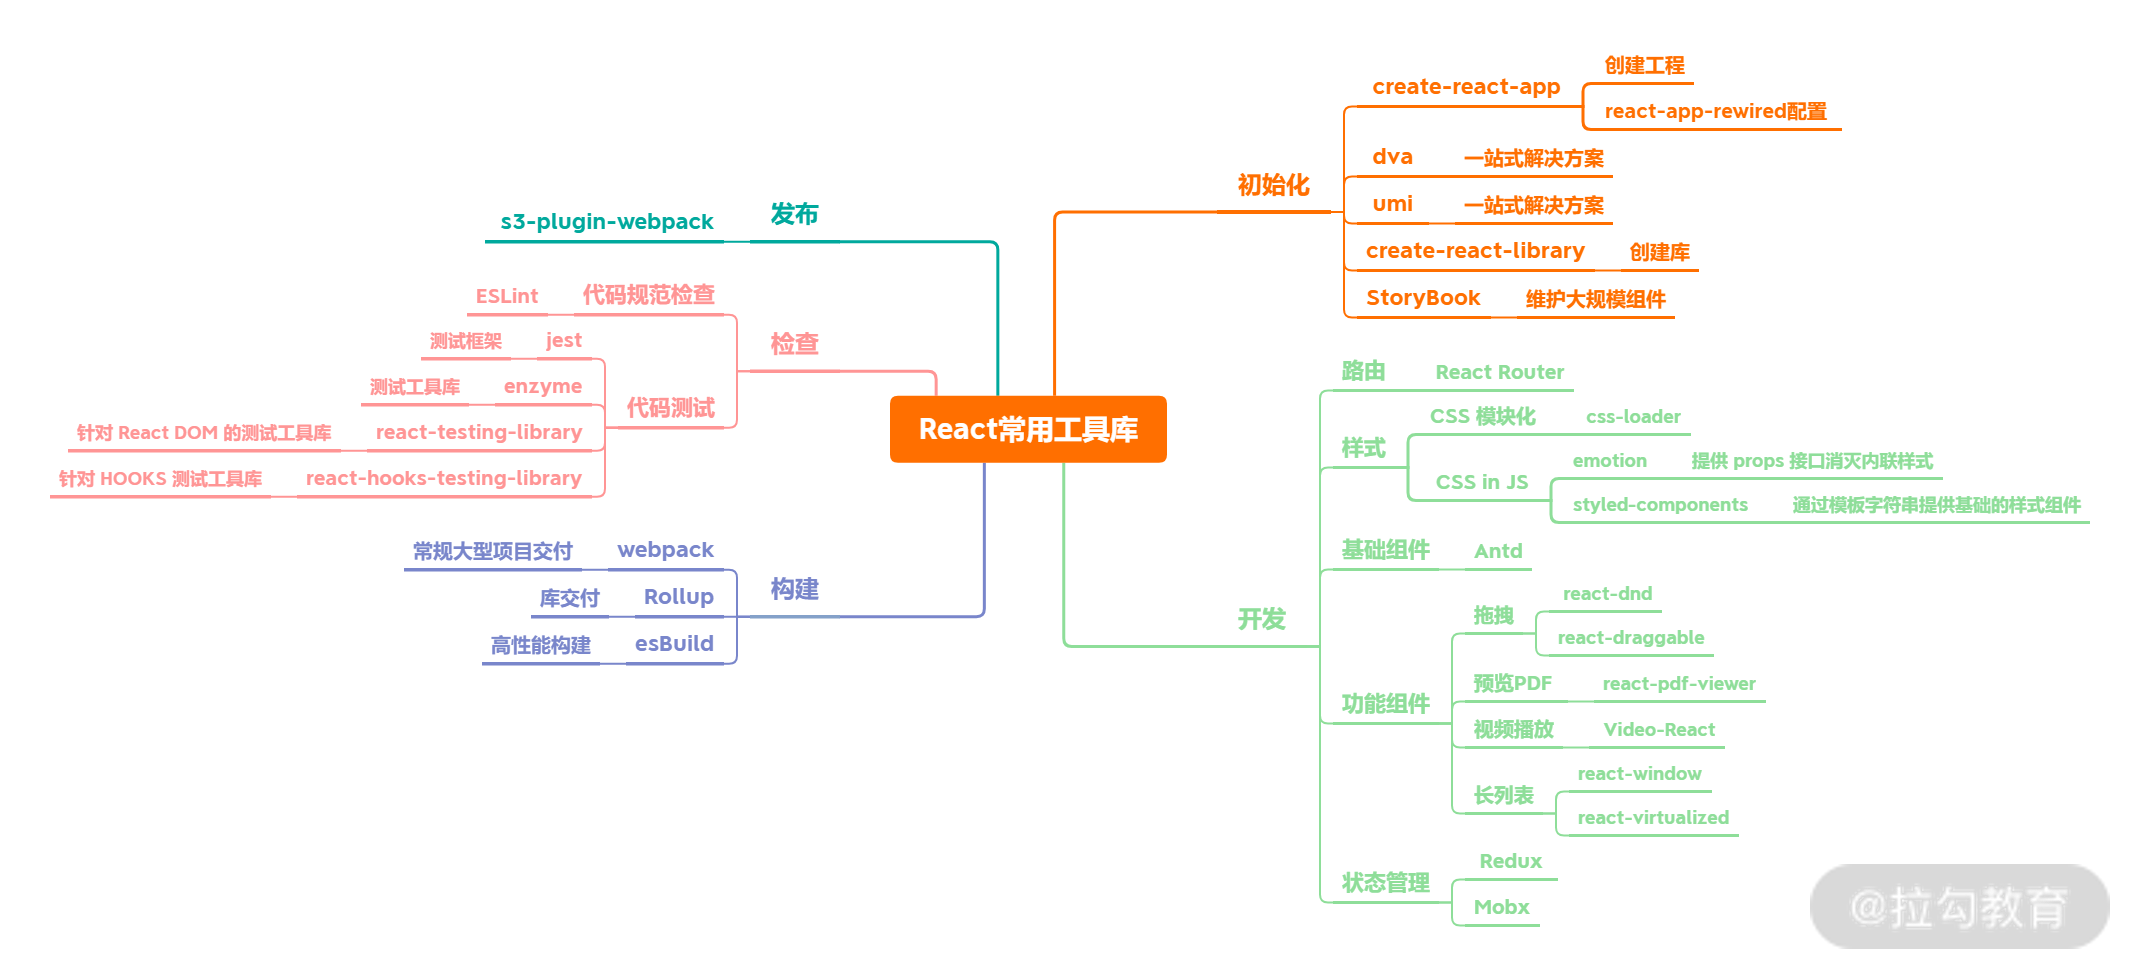 React常用工具库
初始化
create-react-app
创建工程
react-app-rewired配置
dva
一站式解决方案
umi
一站式解决方案
create-react-library
创建库
StoryBook
维护大规模组件
开发
路由
React Router
样式
CSS 模块化
css-loader
CSS in JS
emotion
提供 props 接口消灭内联样式
styled-components
通过模板字符串提供基础的样式组件
基础组件
Antd
功能组件
拖拽
react-dnd
react-draggable
预览PDF
react-pdf-viewer
视频播放
Video-React
长列表
react-window
react-virtualized
状态管理
Redux
Mobx
发布
s3-plugin-webpack
检查
代码规范检查
ESLint
代码测试
jest
测试框架
enzyme
测试工具库
react-testing-library
针对 React DOM 的测试工具库
react-hooks-testing-library
针对 HOOKS 测试工具库
构建
webpack
常规大型项目交付
Rollup
库交付
esBuild
高性能构建
@拉勾教育